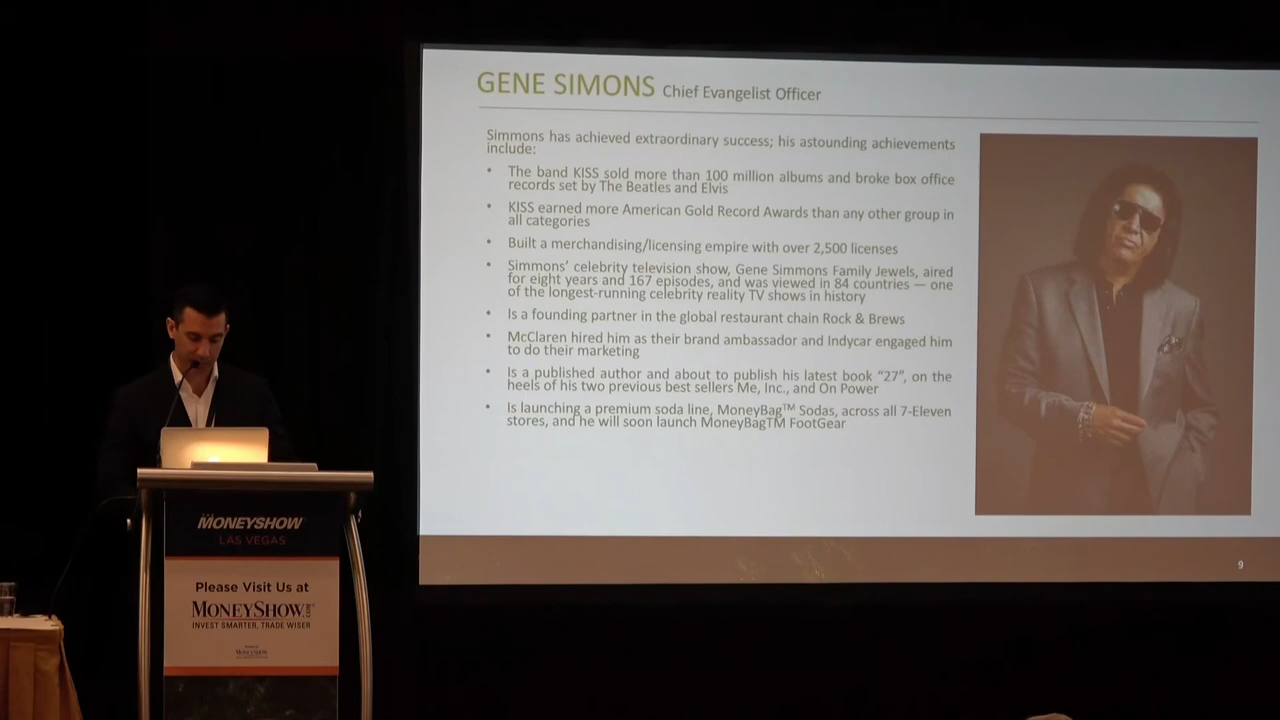 GENE SIMONS Chief Evangelist Officer
Simmons has achieved extraordinary success; his astounding achievements
include:
• The band KISS sold more than 100 million albums and broke box office
records set by The Beatles and Elvis
• KISS earned more American Gold Record Awards than any other group in
all categories
• Built a merchandising/licensing empire with over 2,500 licenses
• Simmons’ celebrity television show, Gene Simmons Family Jewels, aired
for eight years and 167 episodes, and was viewed in 84 countries — one
of the longest-running celebrity reality TV shows in history
• Is a founding partner in the global restaurant chain Rock & Brews
• McClaren hired him as their brand ambassador and Indycar engaged him
to do their marketing
• Is a published author and about to publish his latest book “27”, on the
heels of his two previous best sellers Me, Inc., and On Power
• Is launching a premium soda line, MoneyBag™ Sodas, across all 7-Eleven
stores, and he will soon launch MoneyBagTM FootGear
9
MONEYSHOW
LAS VEGAS
Please Visit Us at
MONEYSHOW.COM
INVEST SMARTER, TRADE WISER
MONEYSHOW